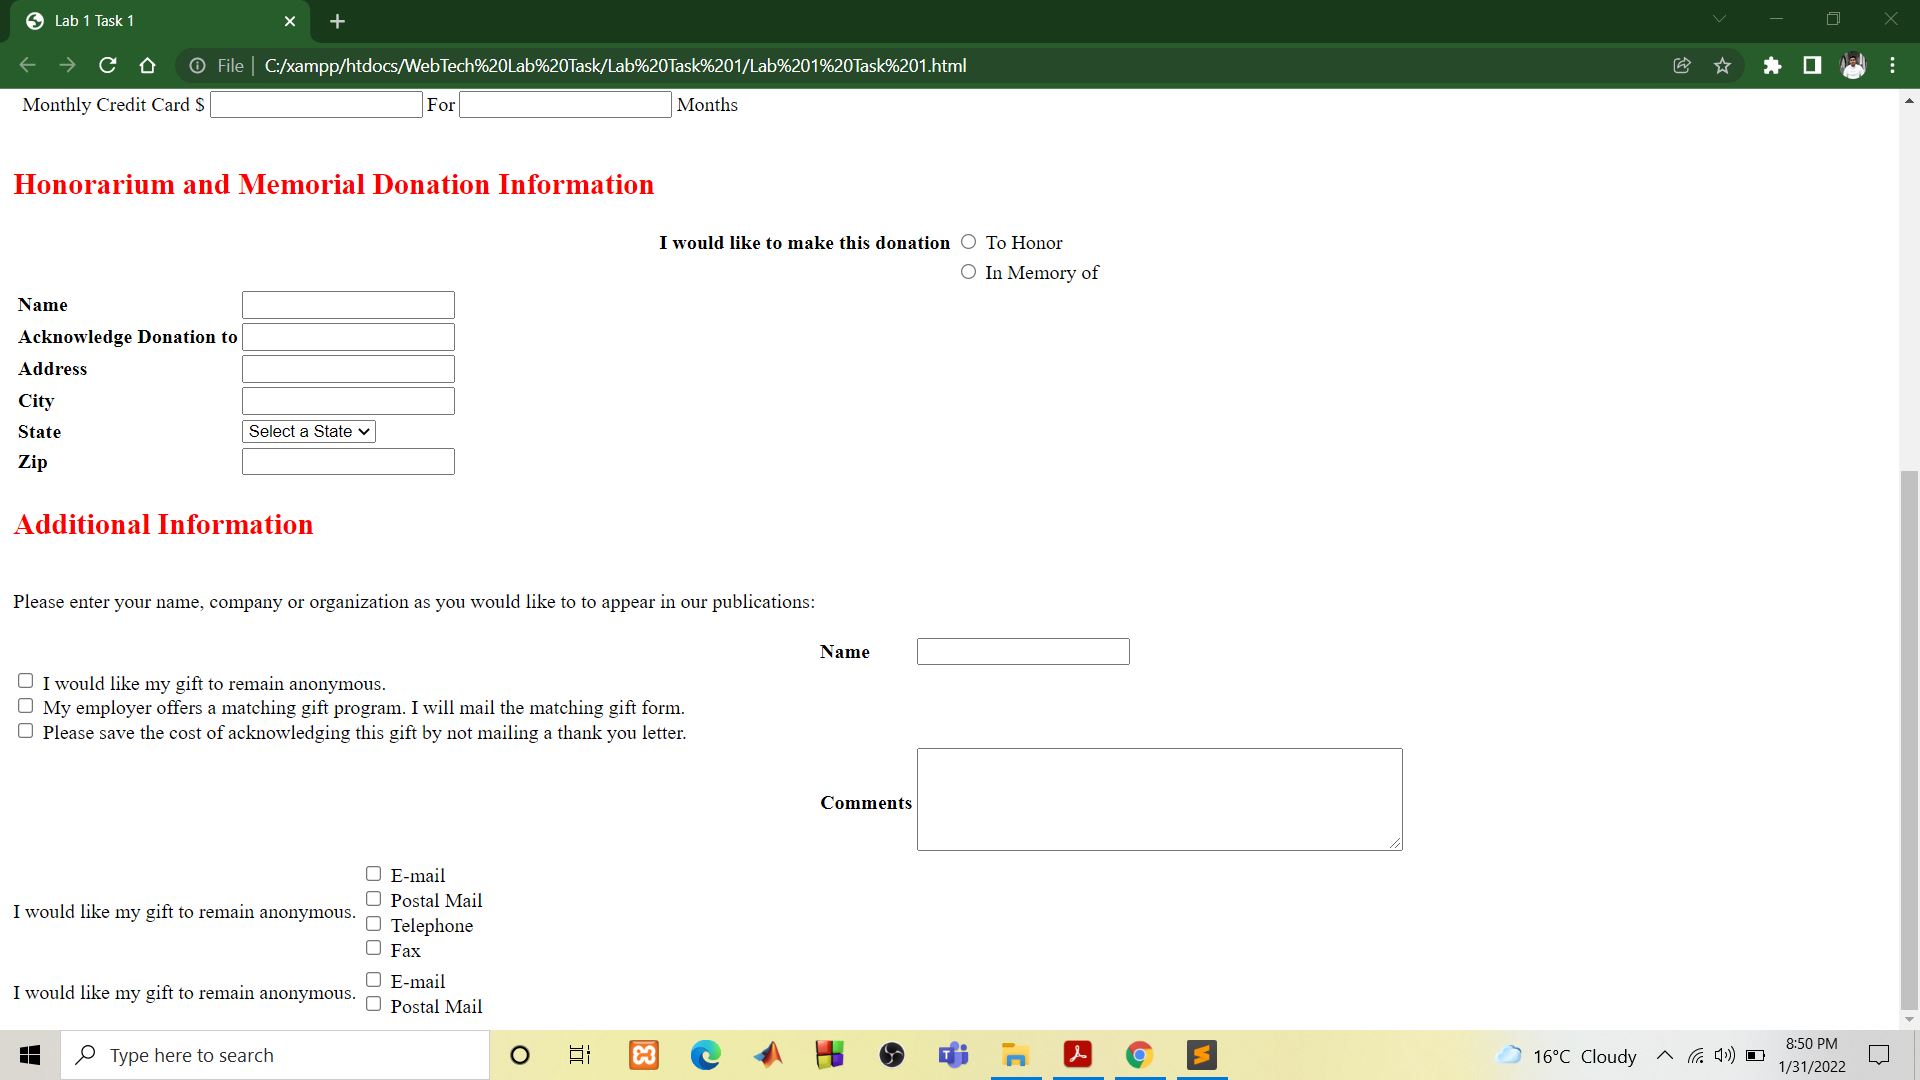 Lab 1 Task 1
File | C:/xampp/htdocs/WebTech%20Lab%20Task/Lab%20Task%201/Lab%201%20Task%201.html
Monthly Credit Card $ For Months
Honorarium and Memorial Donation Information
I would like to make this donation To Honor
In Memory of
Name
Acknowledge Donation to
Address
City
State Select a State
Zip
Additional Information
Please enter your name, company or organization as you would like to to appear in our publications:
Name
I would like my gift to remain anonymous.
My employer offers a matching gift program. I will mail the matching gift form.
Please save the cost of acknowledging this gift by not mailing a thank you letter.
Comments
E-mail
Postal Mail
I would like my gift to remain anonymous.
Telephone
Fax
E-mail
I would like my gift to remain anonymous.
Postal Mail
Type here to search
16°C Cloudy
8:50 PM
1/31/2022